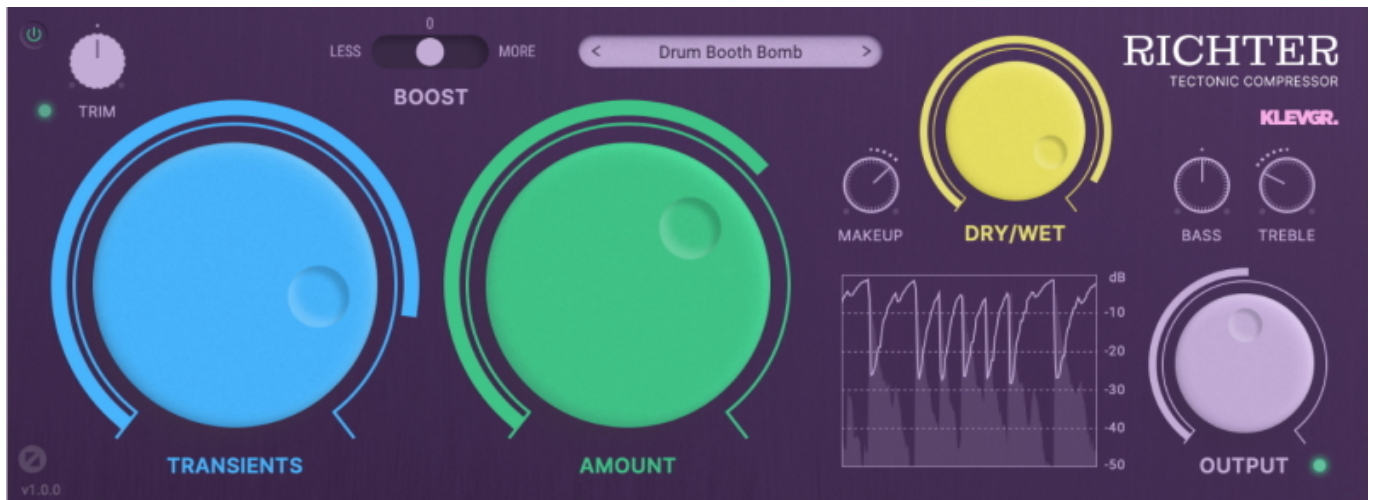 TRIM
0
LESS
MORE
BOOST
< Drum Booth Bomb >
RICHTER
TECTONIC COMPRESSOR
KLEVGR.
MAKEUP
DRY/WET
BASS
TREBLE
dB
-10
-20
-30
-40
-50
TRANSIENTS
AMOUNT
OUTPUT
v1.0.0